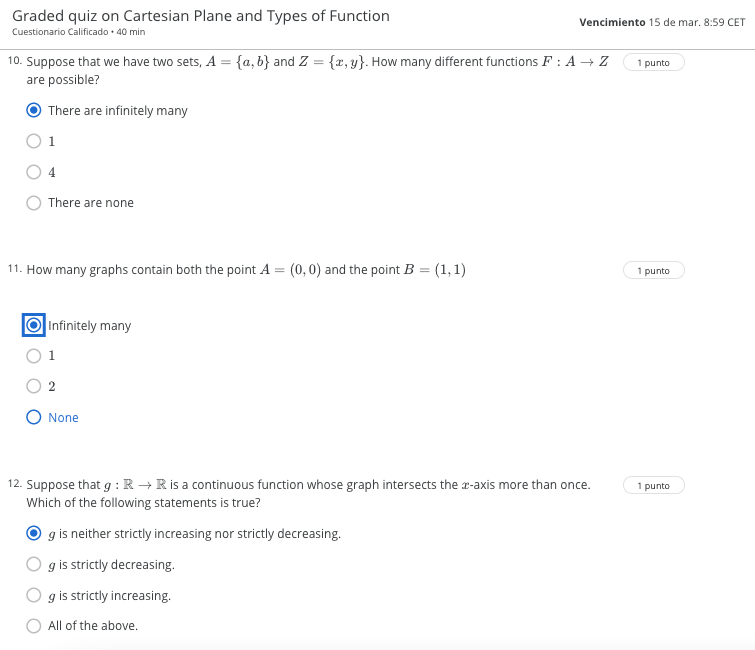 Graded quiz on Cartesian Plane and Types of Function
Cuestionario Calificado • 40 min
Vencimiento 15 de mar. 8:59 CET
10. Suppose that we have two sets, A = {a, b} and Z = {x, y}. How many different functions F : A → Z
are possible?
1 punto
There are infinitely many
1
4
There are none
11. How many graphs contain both the point A = (0, 0) and the point B = (1, 1)
1 punto
Infinitely many
1
2
None
12. Suppose that g : ℝ → ℝ is a continuous function whose graph intersects the x-axis more than once.
Which of the following statements is true?
1 punto
g is neither strictly increasing nor strictly decreasing.
g is strictly decreasing.
g is strictly increasing.
All of the above.